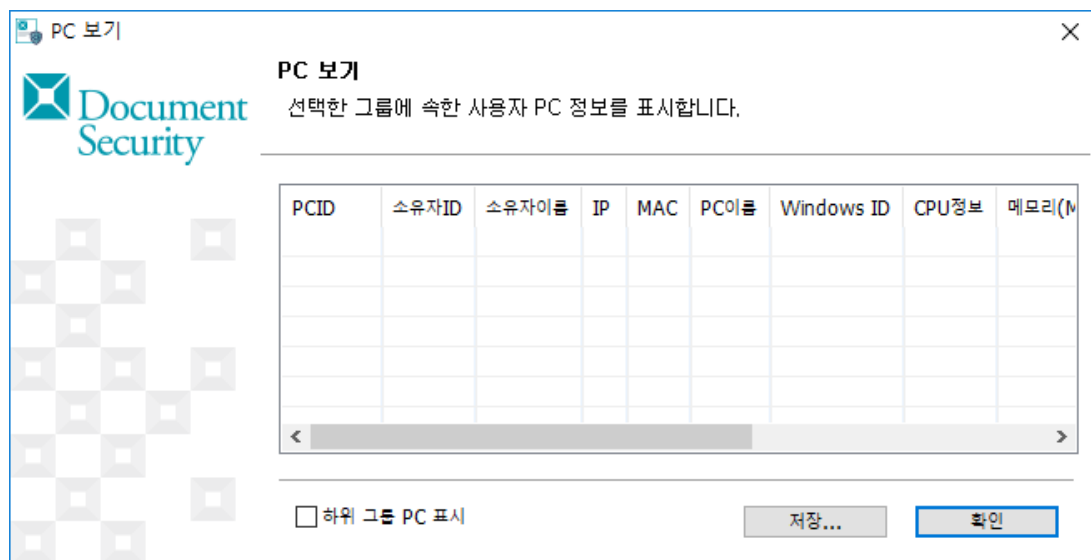 PC 보기
PC 보기
선택한 그룹에 속한 사용자 PC 정보를 표시합니다.
Document
Security
PCID 소유자ID 소유자이름 IP MAC PC이름 Windows ID CPU정보 메모리(M
하위 그룹 PC 표시
저장...
확인